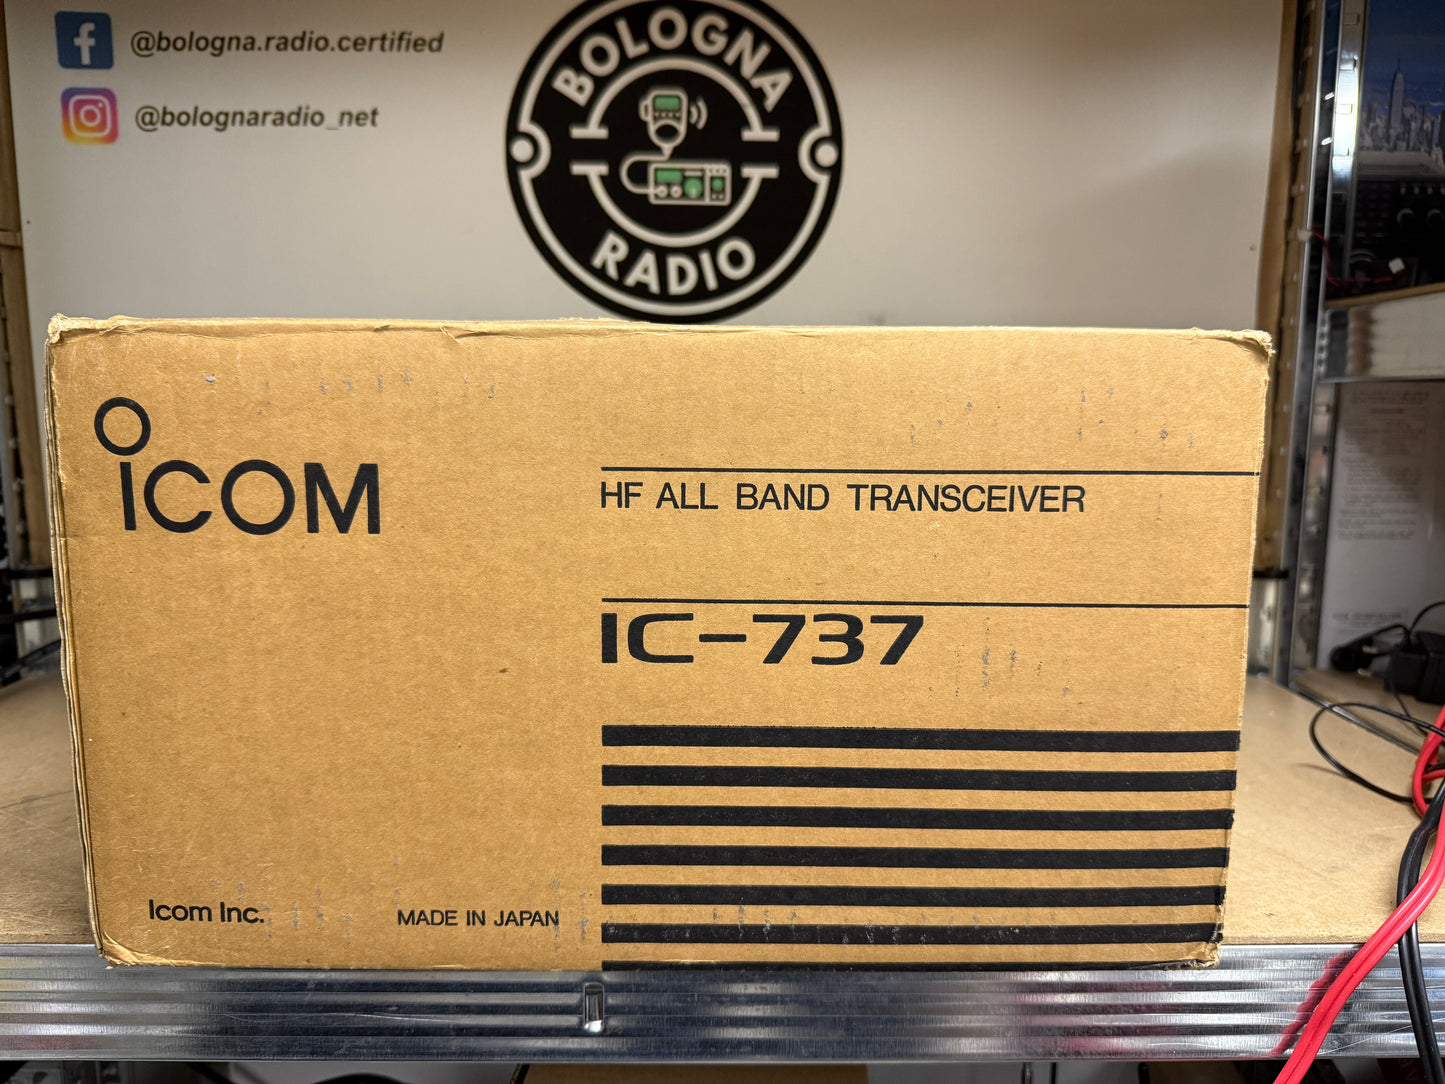 @bologna.radio.certified
@bolognaradio_net
BOLOGNA
RADIO
ICOM
HF ALL BAND TRANSCEIVER
IC-737
Icom Inc.
MADE IN JAPAN